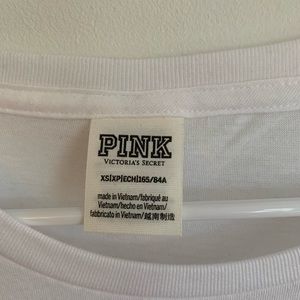 PINK
VICTORIA'S SECRET
XS|XP|ECH|165/84A
made in Vietnam/fabriqué au
Vietnam/hecho en Vietnam/
fabbricato in Vietnam/越南制造